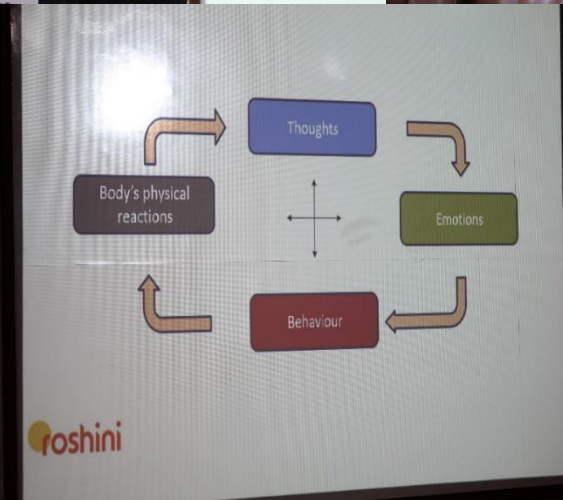 Thoughts
Body's physical
reactions
Emotions
Behaviour
roshini